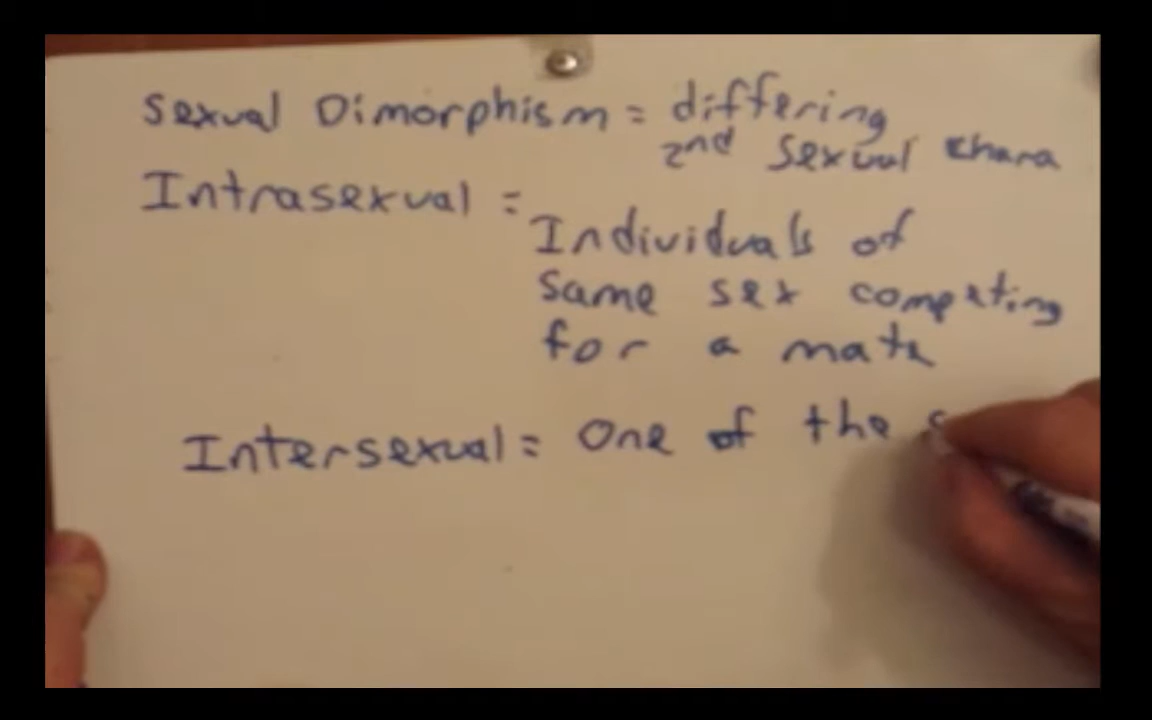 Sexual Dimorphism = differing
2nd sexual chara
Intrasexual =
Individuals of
same sex competing
for a mate
Intersexual = One of the s